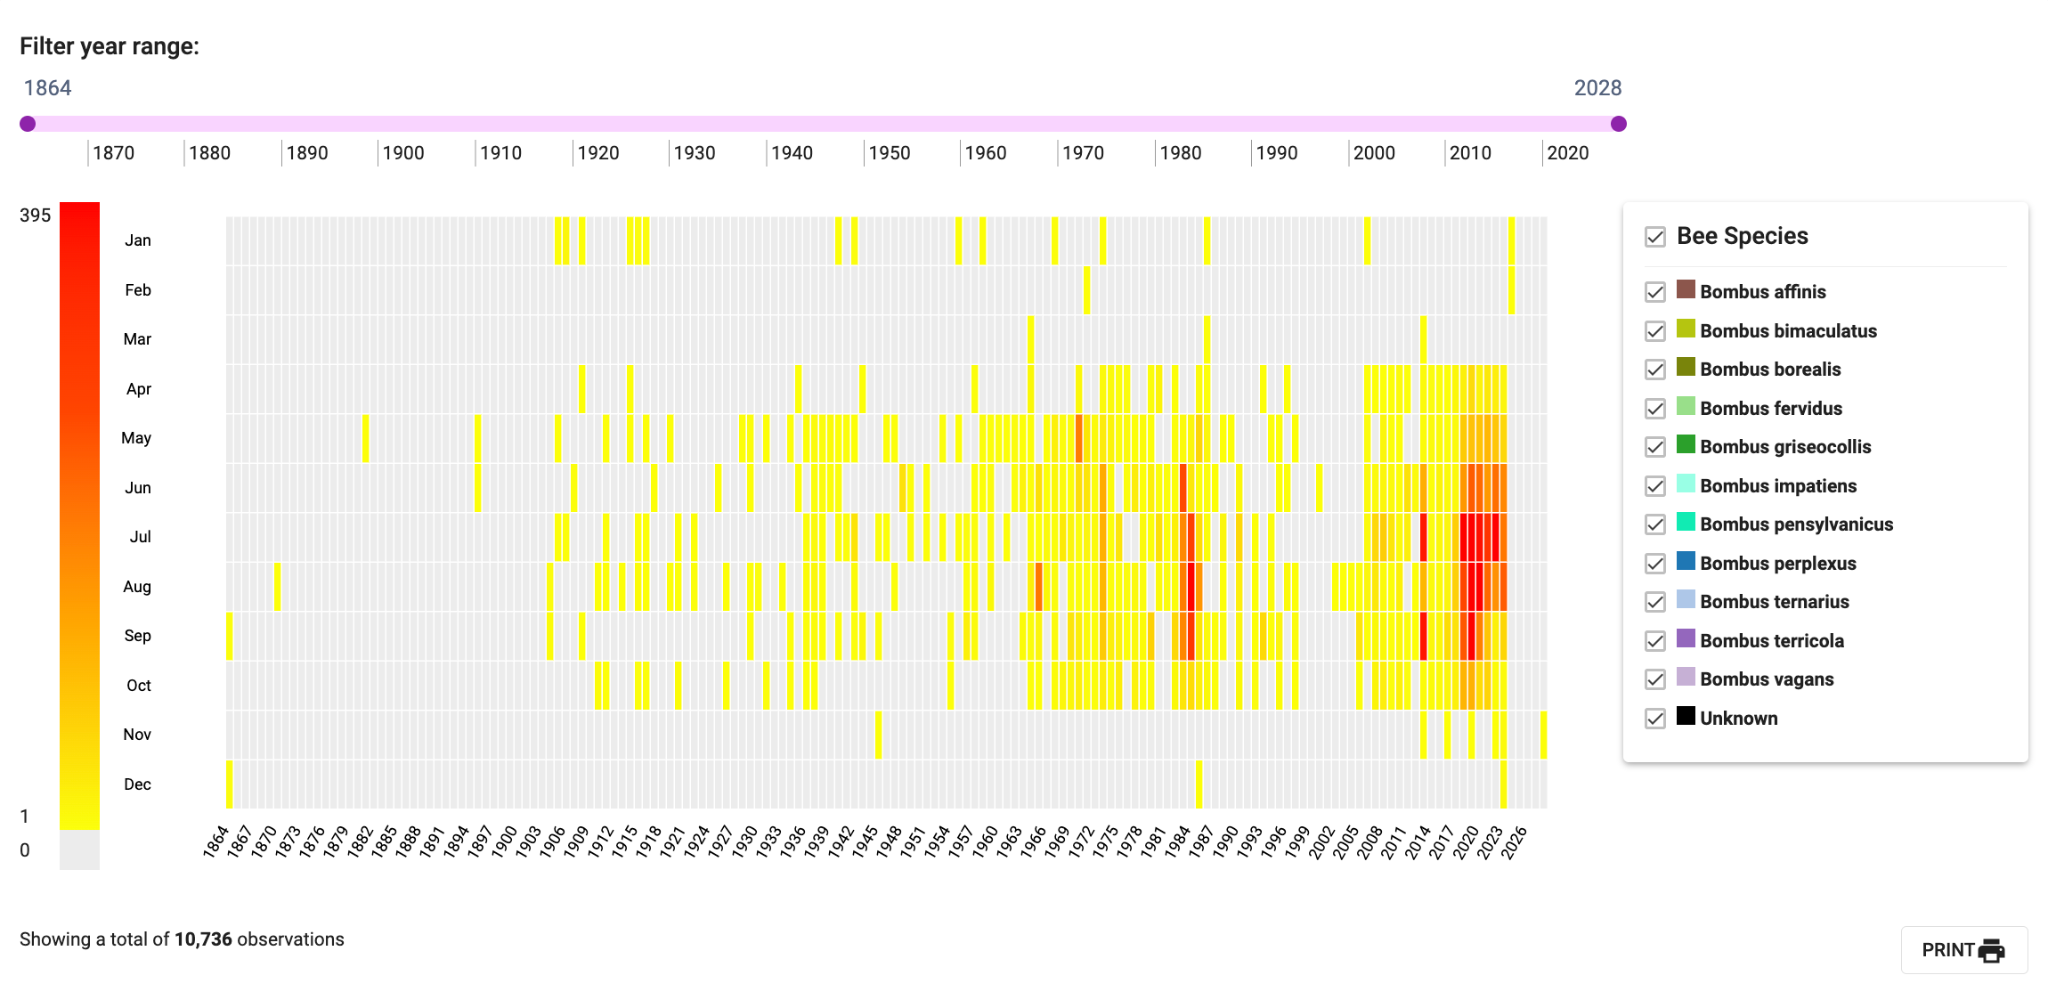 Filter year range:
1864 2028
1870 1880 1890 1900 1910 1920 1930 1940 1950 1960 1970 1980 1990 2000 2010 2020
395
1
0
Jan
Feb
Mar
Apr
May
Jun
Jul
Aug
Sep
Oct
Nov
Dec
1864 1867 1870 1873 1876 1879 1882 1885 1888 1891 1894 1897 1900 1903 1906 1909 1912 1915 1918 1921 1924 1927 1930 1933 1936 1939 1942 1945 1948 1951 1954 1957 1960 1963 1966 1969 1972 1975 1978 1981 1984 1987 1990 1993 1996 1999 2002 2005 2008 2011 2014 2017 2020 2023 2026
Bee Species
Bombus affinis
Bombus bimaculatus
Bombus borealis
Bombus fervidus
Bombus griseocollis
Bombus impatiens
Bombus pensylvanicus
Bombus perplexus
Bombus ternarius
Bombus terricola
Bombus vagans
Unknown
Showing a total of 10,736 observations
PRINT